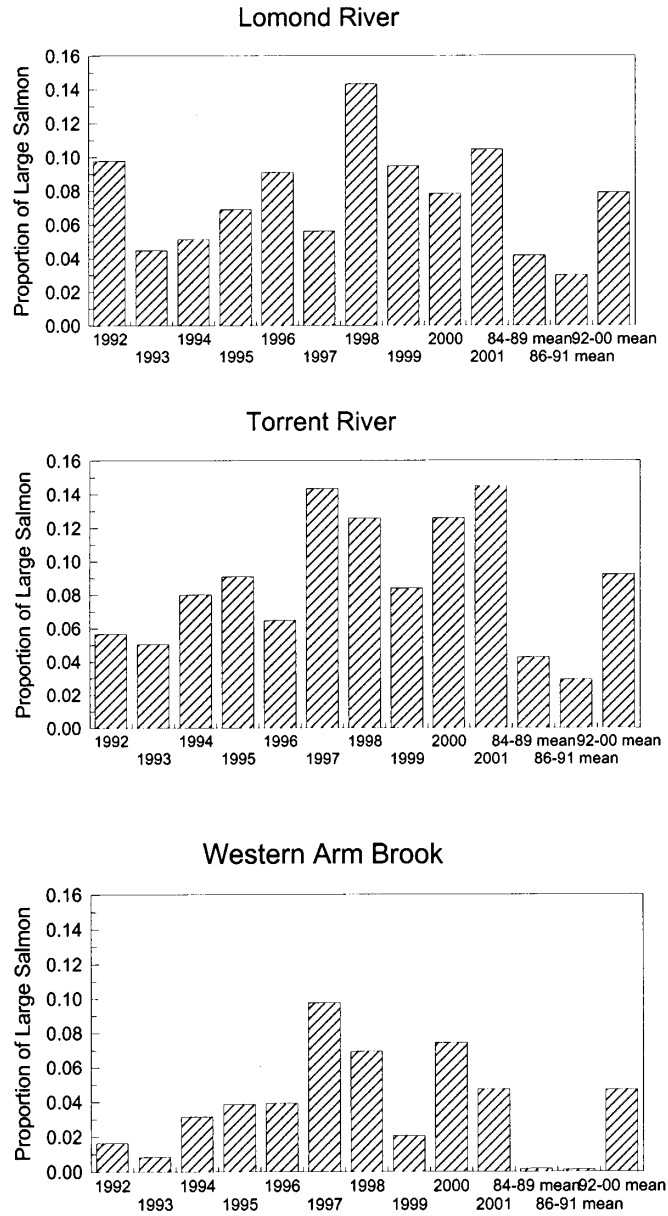 Lomond River
Proportion of Large Salmon
0.16
0.14
0.12
0.10
0.08
0.06
0.04
0.02
0.00
1992 1994 1996 1998 2000 84-89 mean 92-00 mean
1993 1995 1997 1999 2001 86-91 mean
Torrent River
Proportion of Large Salmon
0.16
0.14
0.12
0.10
0.08
0.06
0.04
0.02
0.00
1992 1994 1996 1998 2000 84-89 mean 92-00 mean
1993 1995 1997 1999 2001 86-91 mean
Western Arm Brook
Proportion of Large Salmon
0.16
0.14
0.12
0.10
0.08
0.06
0.04
0.02
0.00
1992 1994 1996 1998 2000 84-89 mean 92-00 mean
1993 1995 1997 1999 2001 86-91 mean